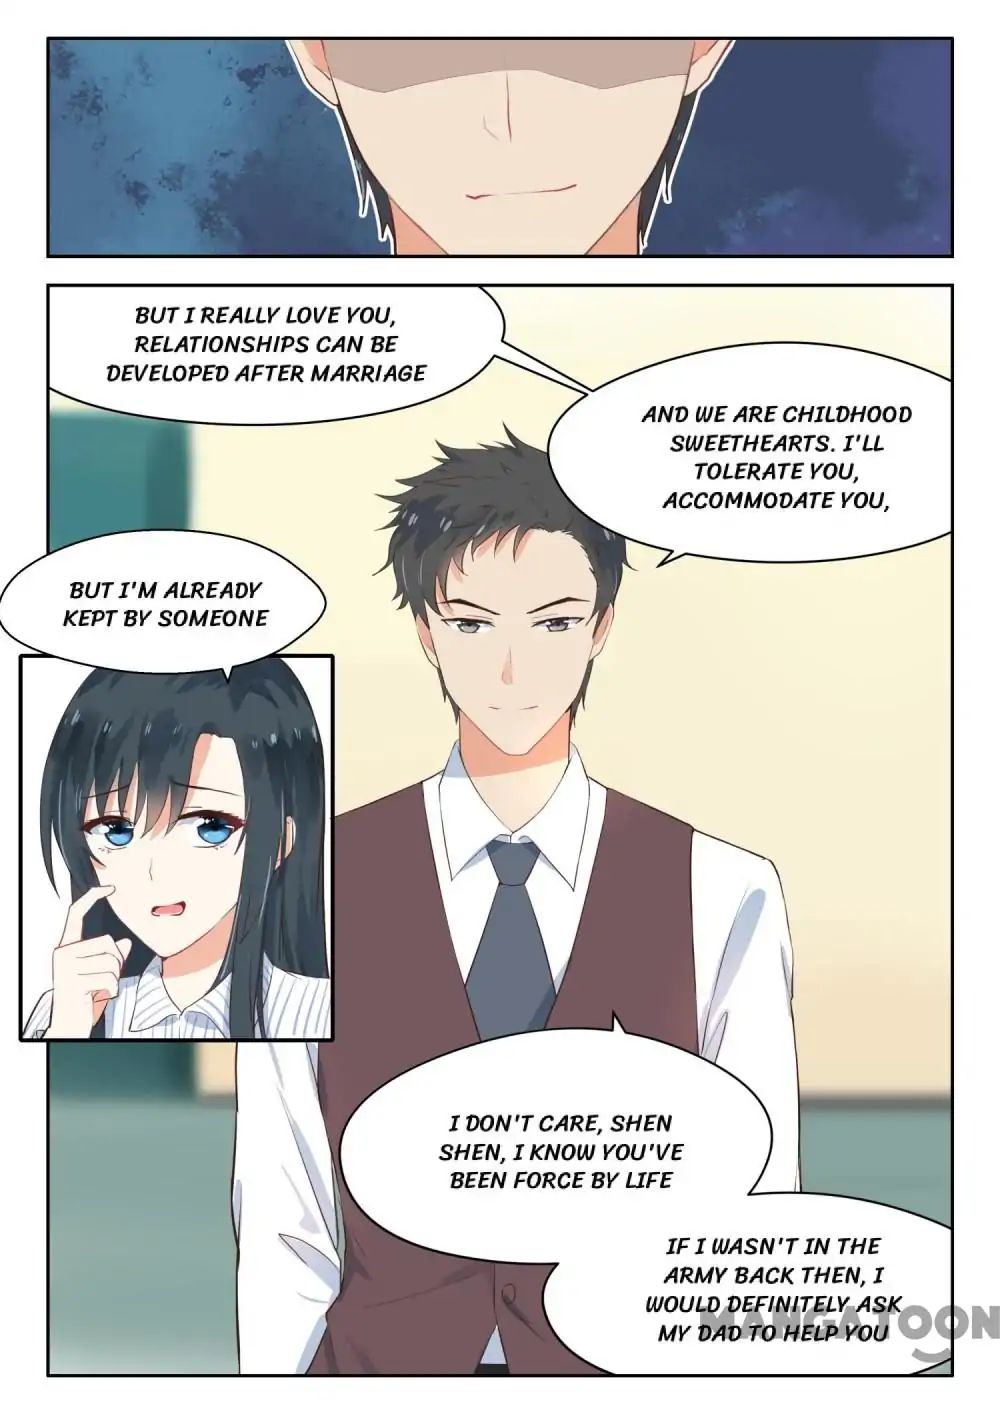 BUT I REALLY LOVE YOU,
RELATIONSHIPS CAN BE
DEVELOPED AFTER MARRIAGE
AND WE ARE CHILDHOOD
SWEETHEARTS. I'LL
TOLERATE YOU,
ACCOMMODATE YOU,
BUT I'M ALREADY
KEPT BY SOMEONE
I DON'T CARE, SHEN
SHEN, I KNOW YOU'VE
BEEN FORCE BY LIFE
IF I WASN'T IN THE
ARMY BACK THEN, I
WOULD DEFINITELY ASK
MY DAD TO HELP YOU
MANGATOON